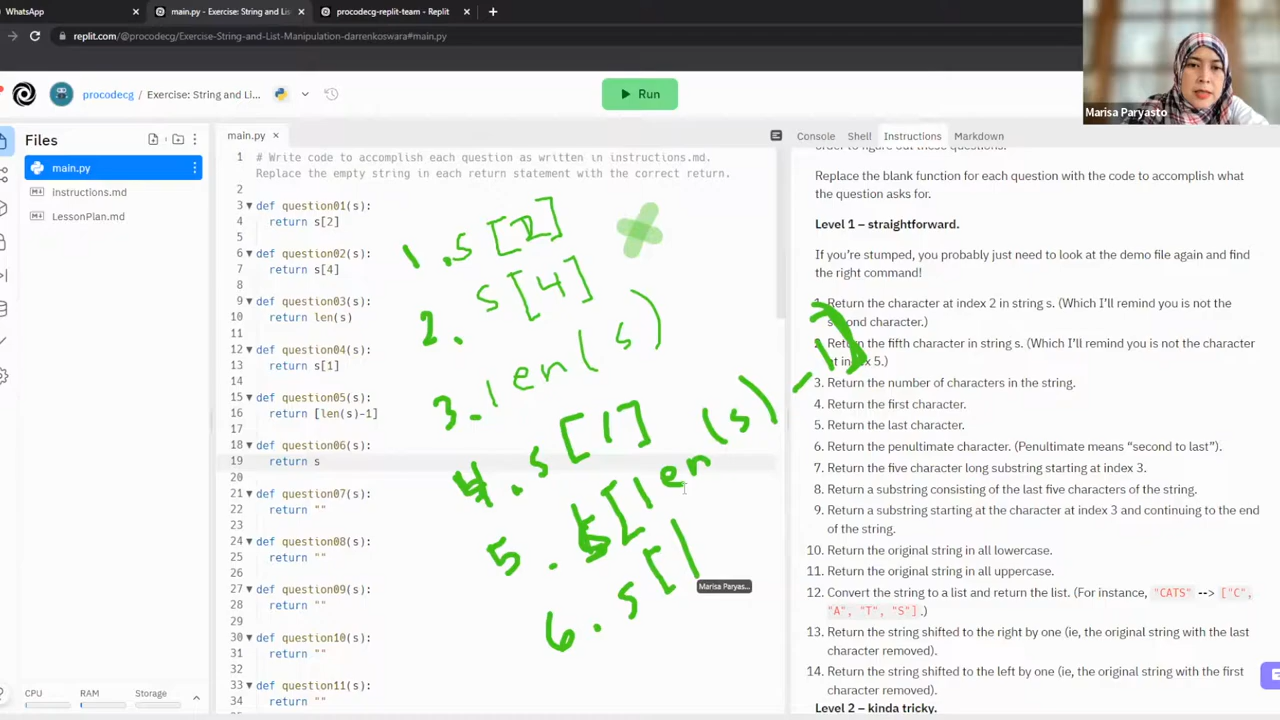 WhatsApp
main.py - Exercise: String and Li
procodecg-replit-team - Replit
replit.com/@procodecg/Exercise-String-and-List-Manipulation-darrenkoswara#main.py
procodecg / Exercise: String and Li...
Run
Marisa Paryasto
Files
main.py
instructions.md
LessonPlan.md
CPU
RAM
Storage
main.py
1 # Write code to accomplish each question as written in instructions.md.
Replace the empty string in each return statement with the correct return.
2
3 def question01(s):
4 return s[2]
5
6 def question02(s):
7 return s[4]
8
9 def question03(s):
10 return len(s)
11
12 def question04(s):
13 return s[1]
14
15 def question05(s):
16 return [len(s)-1]
17
18 def question06(s):
19 return s
20
21 def question07(s):
22 return ""
23
24 def question08(s):
25 return ""
26
27 def question09(s):
28 return ""
29
30 def question10(s):
31 return ""
32
33 def question11(s):
34 return ""
1. s[2]
2. s[4]
3. len(s)
4. s[1]
5. s[len(s)-1]
6. s[l
Marisa Paryas...
Console
Shell
Instructions
Markdown
order to figure out these questions.
Replace the blank function for each question with the code to accomplish what
the question asks for.
Level 1 – straightforward.
If you're stumped, you probably just need to look at the demo file again and find
the right command!
1. Return the character at index 2 in string s. (Which I'll remind you is not the
second character.)
2. Return the fifth character in string s. (Which I'll remind you is not the character
at index 5.)
3. Return the number of characters in the string.
4. Return the first character.
5. Return the last character.
6. Return the penultimate character. (Penultimate means "second to last").
7. Return the five character long substring starting at index 3.
8. Return a substring consisting of the last five characters of the string.
9. Return a substring starting at the character at index 3 and continuing to the end
of the string.
10. Return the original string in all lowercase.
11. Return the original string in all uppercase.
12. Convert the string to a list and return the list. (For instance, "CATS" --> ["C",
"A", "T", "S"].)
13. Return the string shifted to the right by one (ie, the original string with the last
character removed).
14. Return the string shifted to the left by one (ie, the original string with the first
character removed).
Level 2 – kinda tricky.